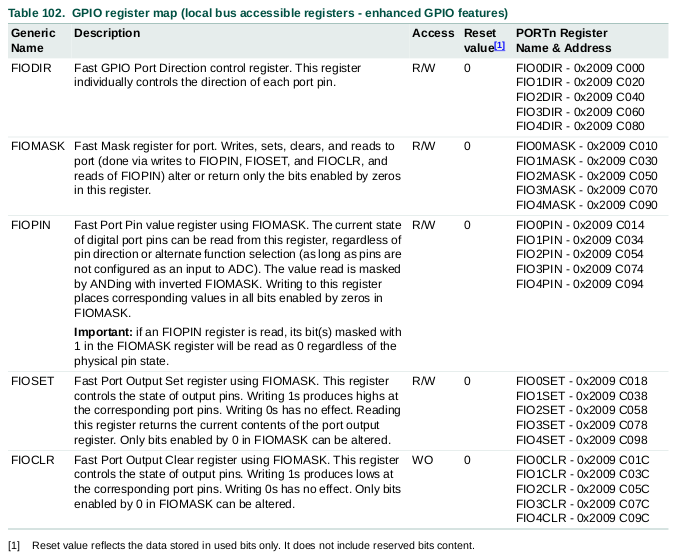 Table 102. GPIO register map (local bus accessible registers - enhanced GPIO features)
Generic Name Description Access Reset value[1] PORTn Register Name & Address
FIODIR Fast GPIO Port Direction control register. This register individually controls the direction of each port pin. R/W 0
FIO0DIR - 0x2009 C000
FIO1DIR - 0x2009 C020
FIO2DIR - 0x2009 C040
FIO3DIR - 0x2009 C060
FIO4DIR - 0x2009 C080
FIOMASK Fast Mask register for port. Writes, sets, clears, and reads to port (done via writes to FIOPIN, FIOSET, and FIOCLR, and reads of FIOPIN) alter or return only the bits enabled by zeros in this register. R/W 0
FIO0MASK - 0x2009 C010
FIO1MASK - 0x2009 C030
FIO2MASK - 0x2009 C050
FIO3MASK - 0x2009 C070
FIO4MASK - 0x2009 C090
FIOPIN Fast Port Pin value register using FIOMASK. The current state of digital port pins can be read from this register, regardless of pin direction or alternate function selection (as long as pins are not configured as an input to ADC). The value read is masked by ANDing with inverted FIOMASK. Writing to this register places corresponding values in all bits enabled by zeros in FIOMASK. R/W 0
Important: if an FIOPIN register is read, its bit(s) masked with 1 in the FIOMASK register will be read as 0 regardless of the physical pin state.
FIO0PIN - 0x2009 C014
FIO1PIN - 0x2009 C034
FIO2PIN - 0x2009 C054
FIO3PIN - 0x2009 C074
FIO4PIN - 0x2009 C094
FIOSET Fast Port Output Set register using FIOMASK. This register controls the state of output pins. Writing 1s produces highs at the corresponding port pins. Writing 0s has no effect. Reading this register returns the current contents of the port output register. Only bits enabled by 0 in FIOMASK can be altered. R/W 0
FIO0SET - 0x2009 C018
FIO1SET - 0x2009 C038
FIO2SET - 0x2009 C058
FIO3SET - 0x2009 C078
FIO4SET - 0x2009 C098
FIOCLR Fast Port Output Clear register using FIOMASK. This register controls the state of output pins. Writing 1s produces lows at the corresponding port pins. Writing 0s has no effect. Only bits enabled by 0 in FIOMASK can be altered. WO 0
FIO0CLR - 0x2009 C01C
FIO1CLR - 0x2009 C03C
FIO2CLR - 0x2009 C05C
FIO3CLR - 0x2009 C07C
FIO4CLR - 0x2009 C09C
[1] Reset value reflects the data stored in used bits only. It does not include reserved bits content.